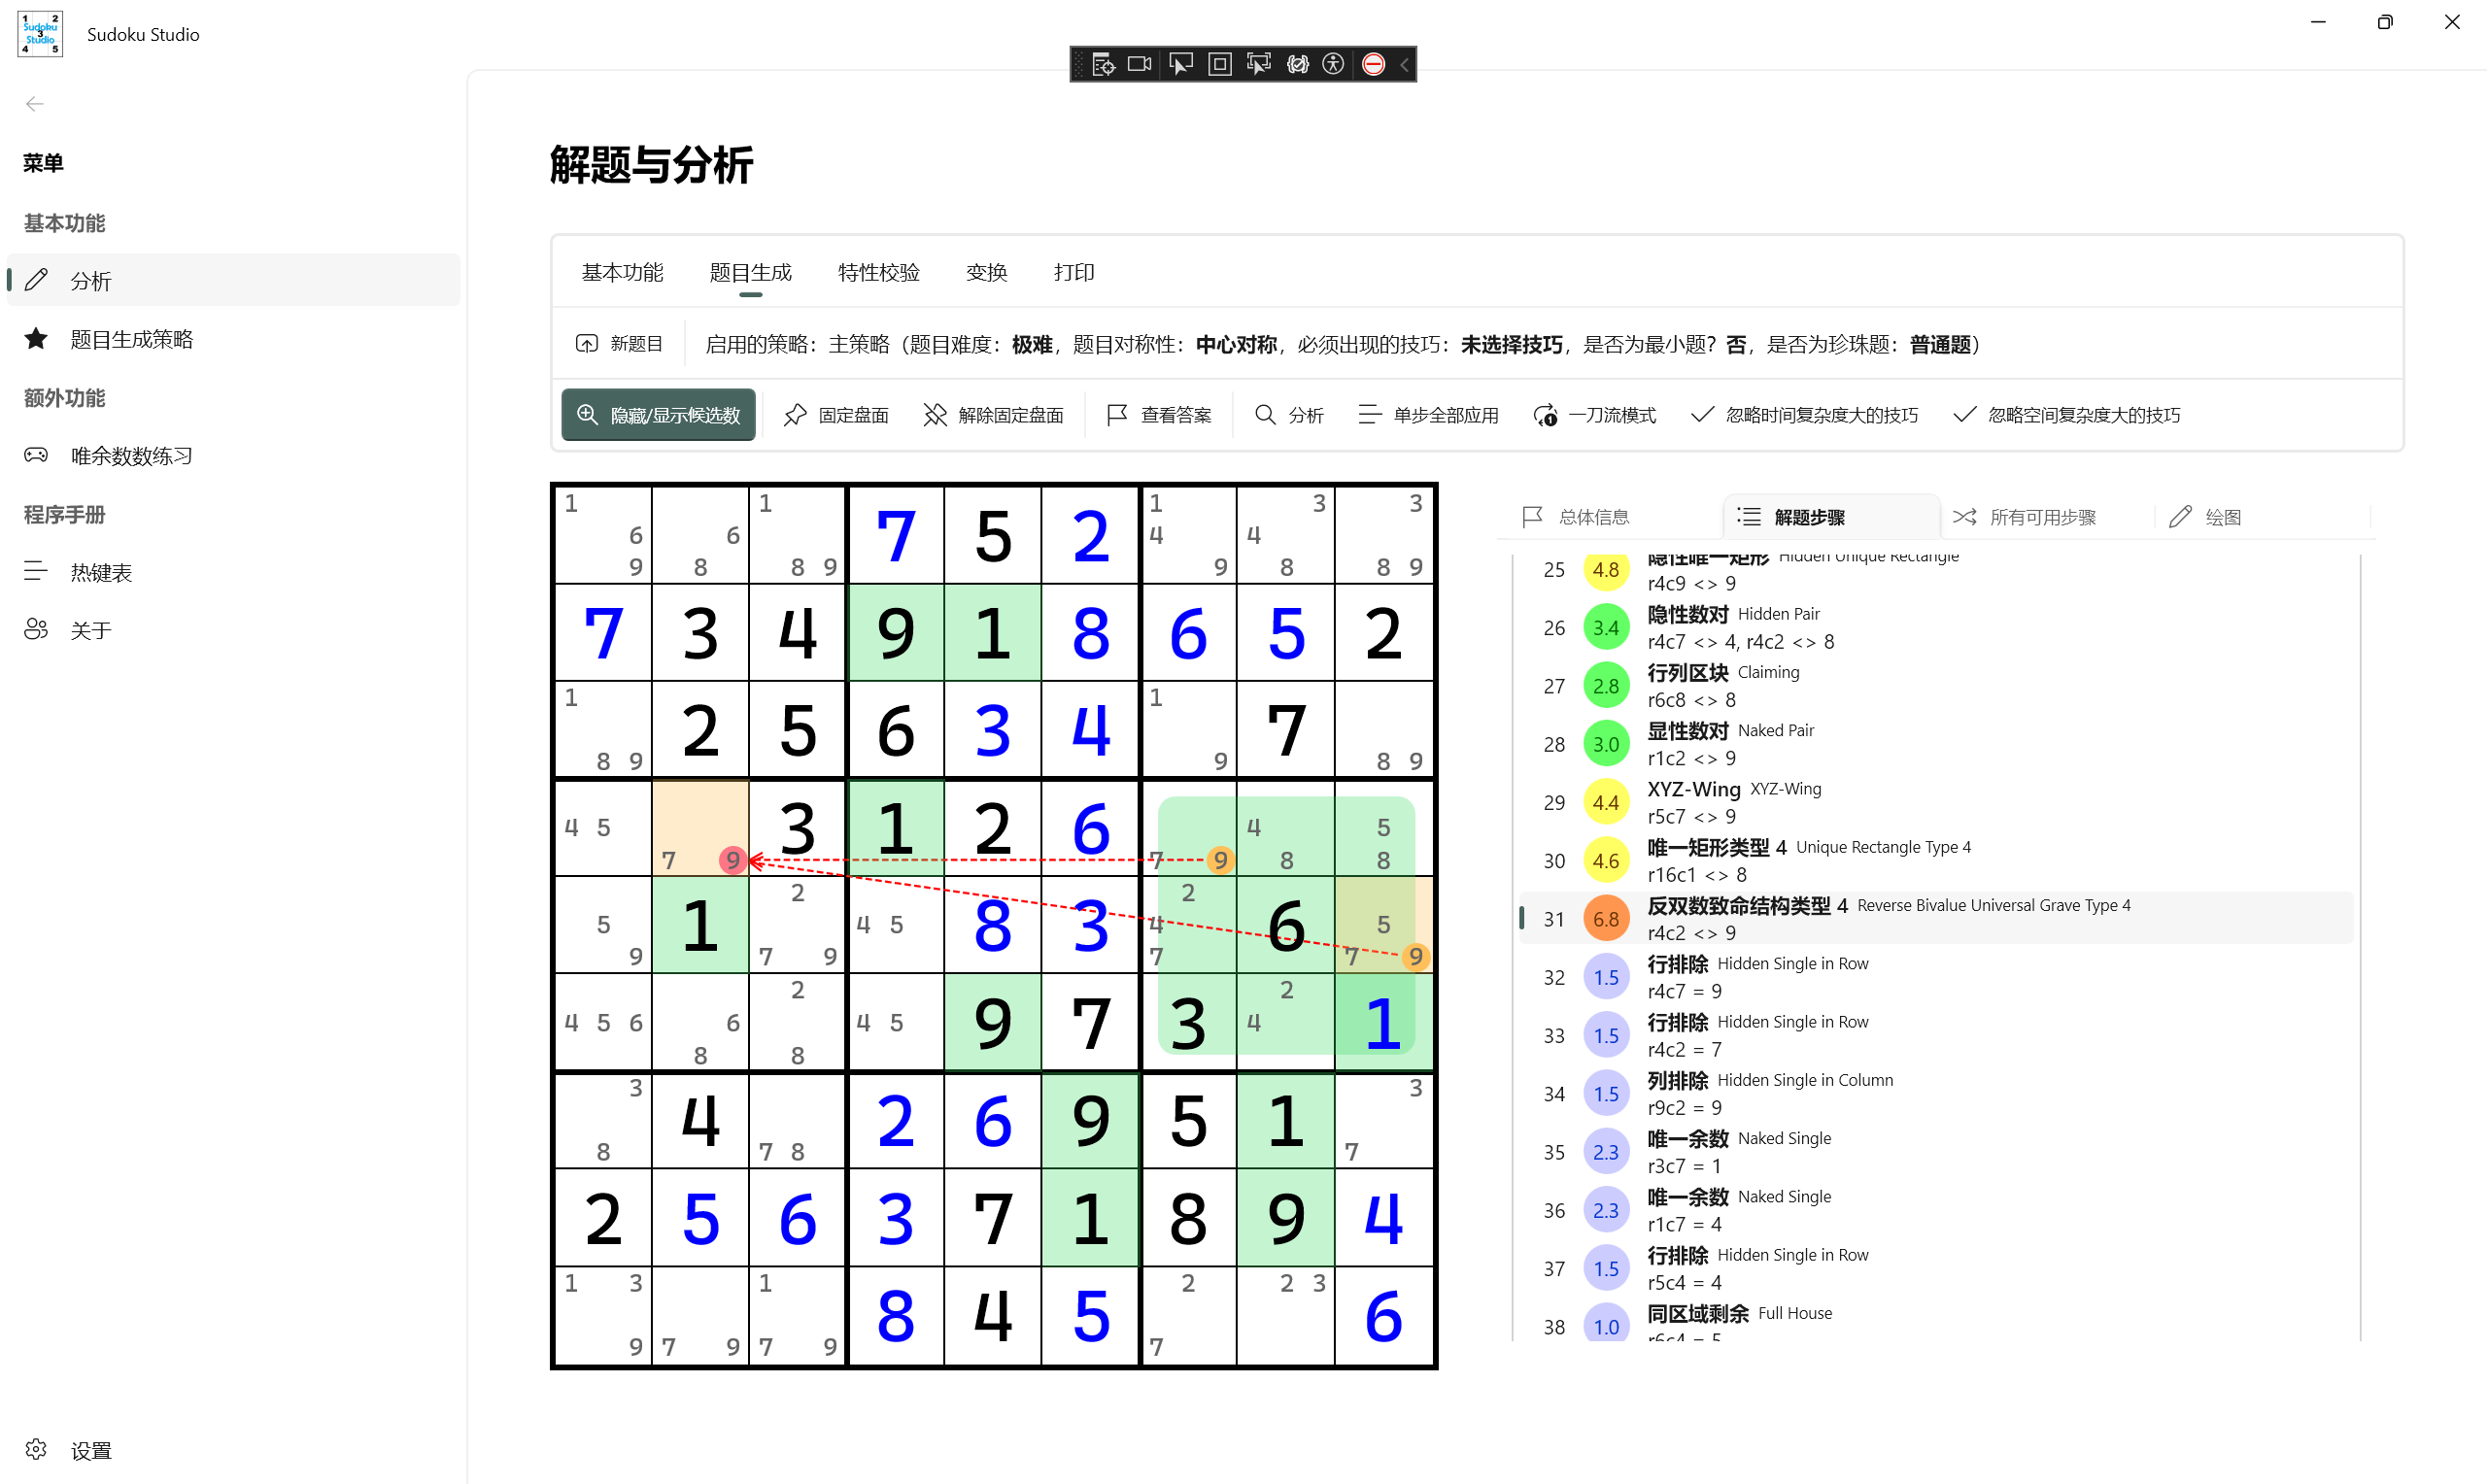 Sudoku Studio
菜单
基本功能
分析
题目生成策略
额外功能
唯余数数练习
程序手册
热键表
关于
设置
解题与分析
基本功能 题目生成 特性校验 变换 打印
新题目 启用的策略：主策略（题目难度：极难，题目对称性：中心对称，必须出现的技巧：未选择技巧，是否为最小题？否，是否为珍珠题：普通题）
隐藏/显示候选数 固定盘面 解除固定盘面 查看答案 分析 单步全部应用 一刀流模式 忽略时间复杂度大的技巧 忽略空间复杂度大的技巧
1 1 1 3 3
6 6 7 5 2 4 4
9 8 8 9 9 8 8 9
7 3 4 9 1 8 6 5 2
1 1
2 5 6 3 4 7
8 9 9 8 9
4 5 3 1 2 6 4 5
7 9 7 9 8 8
2 2
5 1 4 5 8 3 4 6 5
9 7 9 7 7 9
2 2
4 5 6 6 4 5 9 7 3 4 1
8 8
3 3
4 2 6 9 5 1
8 7 8 7
2 5 6 3 7 1 8 9 4
1 3 1 2 2 3
8 4 5 6
9 7 9 7 9 7
总体信息 解题步骤 所有可用步骤 绘图
25 4.8 隐性唯一矩形 Hidden Unique Rectangle
r4c9 <> 9
26 3.4 隐性数对 Hidden Pair
r4c7 <> 4, r4c2 <> 8
27 2.8 行列区块 Claiming
r6c8 <> 8
28 3.0 显性数对 Naked Pair
r1c2 <> 9
29 4.4 XYZ-Wing XYZ-Wing
r5c7 <> 9
30 4.6 唯一矩形类型 4 Unique Rectangle Type 4
r16c1 <> 8
31 6.8 反双数致命结构类型 4 Reverse Bivalue Universal Grave Type 4
r4c2 <> 9
32 1.5 行排除 Hidden Single in Row
r4c7 = 9
33 1.5 行排除 Hidden Single in Row
r4c2 = 7
34 1.5 列排除 Hidden Single in Column
r9c2 = 9
35 2.3 唯一余数 Naked Single
r3c7 = 1
36 2.3 唯一余数 Naked Single
r1c7 = 4
37 1.5 行排除 Hidden Single in Row
r5c4 = 4
38 1.0 同区域剩余 Full House
r6c4 = 5